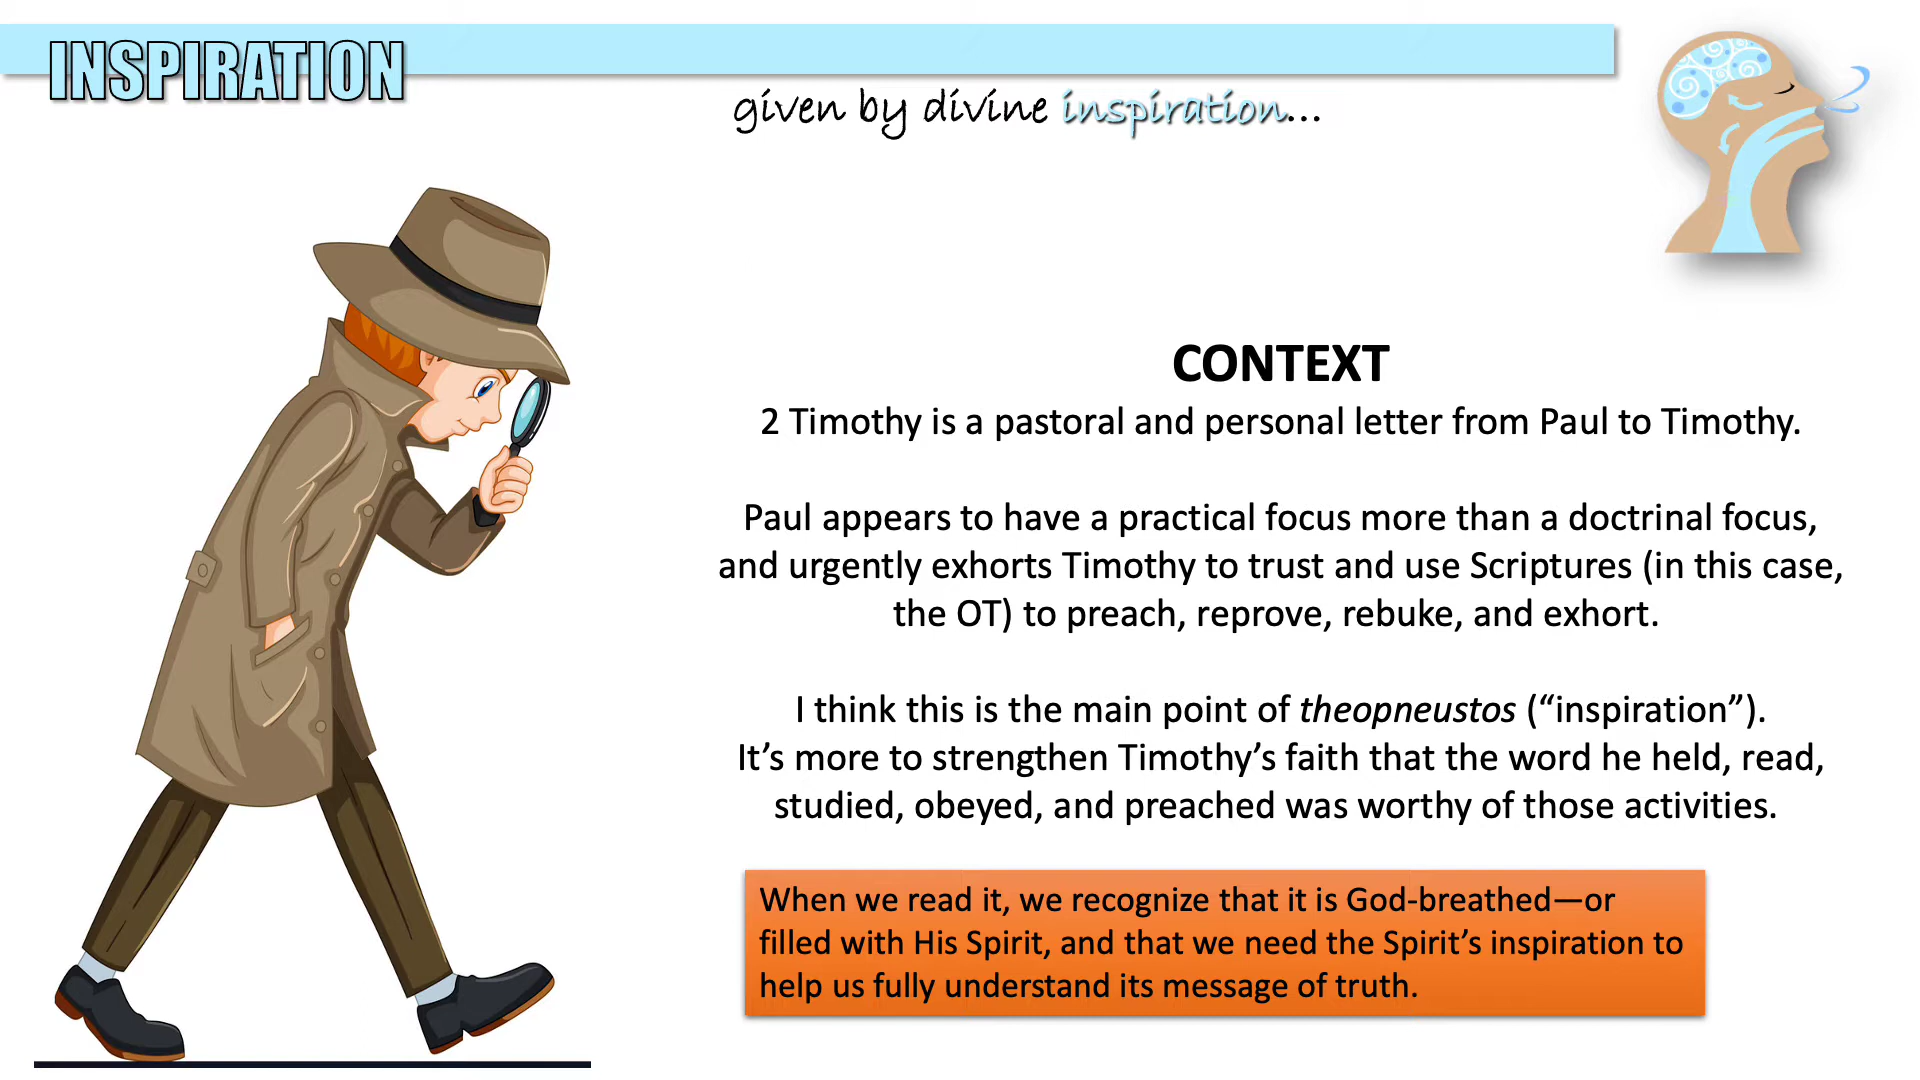 INSPIRATION
given by divine inspiration...
CONTEXT
2 Timothy is a pastoral and personal letter from Paul to Timothy.
Paul appears to have a practical focus more than a doctrinal focus,
and urgently exhorts Timothy to trust and use Scriptures (in this case,
the OT) to preach, reprove, rebuke, and exhort.
I think this is the main point of theopneustos (“inspiration”).
It’s more to strengthen Timothy’s faith that the word he held, read,
studied, obeyed, and preached was worthy of those activities.
When we read it, we recognize that it is God-breathed—or
filled with His Spirit, and that we need the Spirit’s inspiration to
help us fully understand its message of truth.